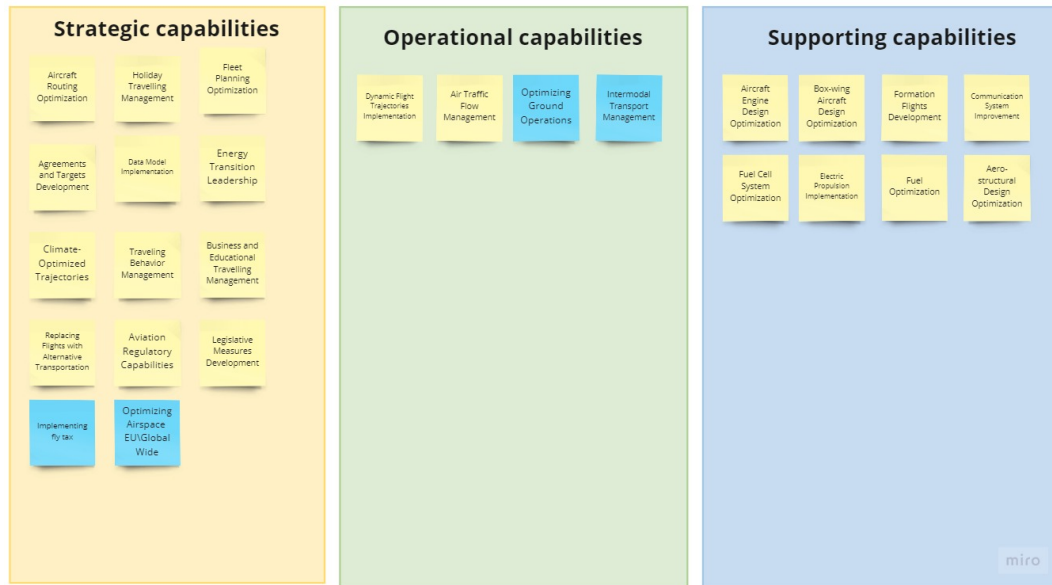 Strategic capabilities
Aircraft
Routing
Optimization
Holiday
Travelling
Management
Fleet
Planning
Optimization
Agreements
and Targets
Development
Data Model
Implementation
Energy
Transition
Leadership
Climate-
Optimized
Trajectories
Traveling
Behavior
Management
Business and
Educational
Travelling
Management
Replacing
Flights with
Alternative
Transportation
Aviation
Regulatory
Capabilities
Legislative
Measures
Development
Implementing
fly tax
Optimizing
Airspace
EU\Global
Wide
Operational capabilities
Dynamic Flight
Trajectories
Implementation
Air Traffic
Flow
Management
Optimizing
Ground
Operations
Intermodal
Transport
Management
Supporting capabilities
Aircraft
Engine
Design
Optimization
Box-wing
Aircraft
Design
Optimization
Formation
Flights
Development
Communication
System
Improvement
Fuel Cell
System
Optimization
Electric
Propulsion
Implementation
Fuel
Optimization
Aero-
structural
Design
Optimization
miro